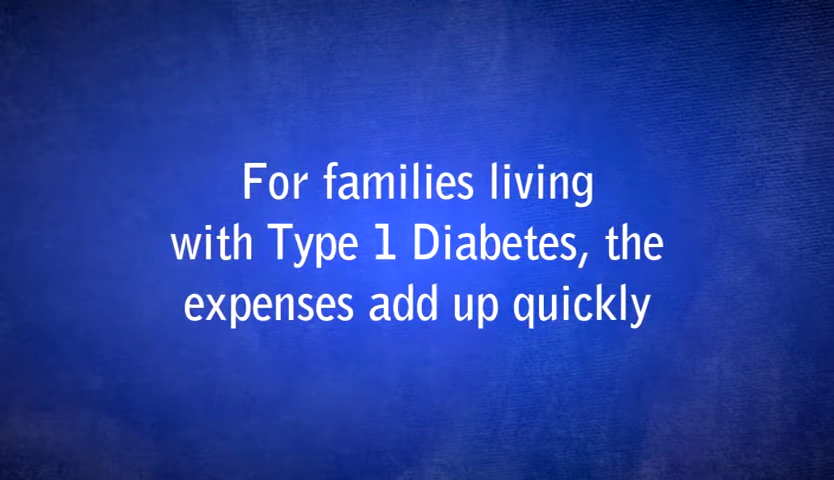 For families living
with Type 1 Diabetes, the
expenses add up quickly